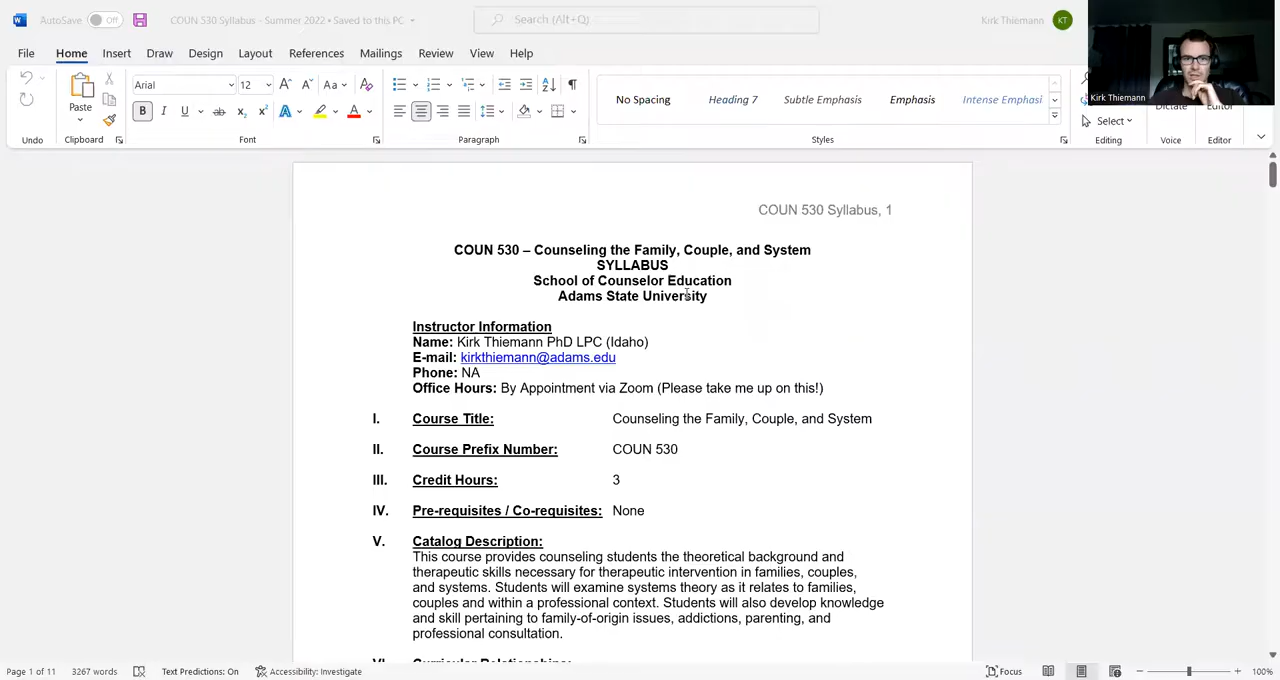 AutoSave Off COUN 530 Syllabus - Summer 2022 • Saved to this PC Search (Alt+Q) Kirk Thiemann KT
File Home Insert Draw Design Layout References Mailings Review View Help
Arial 12 Aa No Spacing Heading 7 Subtle Emphasis Emphasis Intense Emphasi
Paste B I U ab x₂ x² A A Select Dictate Editor
Kirk Thiemann
Undo Clipboard Font Paragraph Styles Editing Voice Editor
COUN 530 Syllabus, 1
COUN 530 – Counseling the Family, Couple, and System
SYLLABUS
School of Counselor Education
Adams State University
Instructor Information
Name: Kirk Thiemann PhD LPC (Idaho)
E-mail: kirkthiemann@adams.edu
Phone: NA
Office Hours: By Appointment via Zoom (Please take me up on this!)
I. Course Title: Counseling the Family, Couple, and System
II. Course Prefix Number: COUN 530
III. Credit Hours: 3
IV. Pre-requisites / Co-requisites: None
V. Catalog Description:
This course provides counseling students the theoretical background and
therapeutic skills necessary for therapeutic intervention in families, couples,
and systems. Students will examine systems theory as it relates to families,
couples and within a professional context. Students will also develop knowledge
and skill pertaining to family-of-origin issues, addictions, parenting, and
professional consultation.
VI. Curricular Relationships:
Page 1 of 11 3267 words Text Predictions: On Accessibility: Investigate Focus 100%